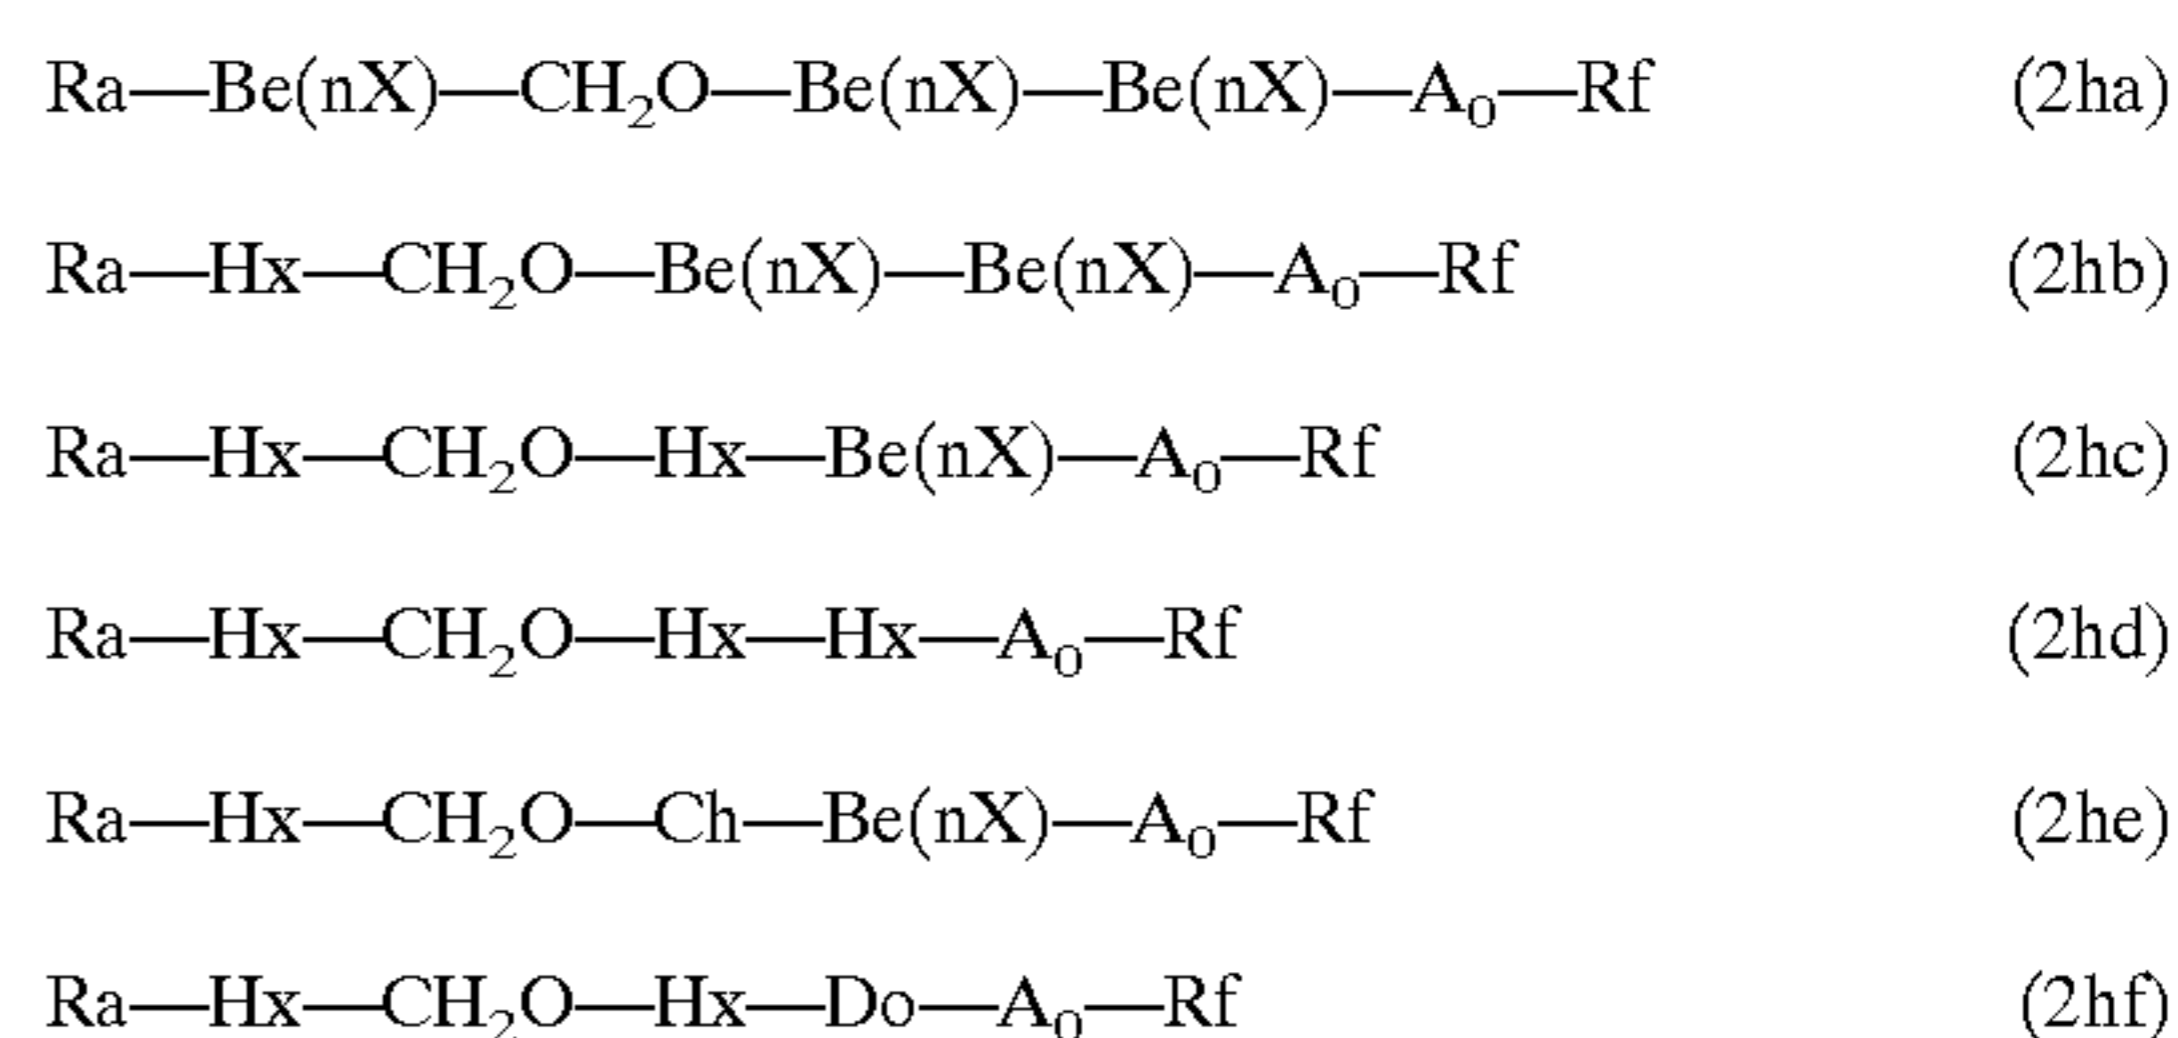 Ra—Be(nX)—CH₂O—Be(nX)—Be(nX)—A₀—Rf (2ha)
Ra—Hx—CH₂O—Be(nX)—Be(nX)—A₀—Rf (2hb)
Ra—Hx—CH₂O—Hx—Be(nX)—A₀—Rf (2hc)
Ra—Hx—CH₂O—Hx—Hx—A₀—Rf (2hd)
Ra—Hx—CH₂O—Ch—Be(nX)—A₀—Rf (2he)
Ra—Hx—CH₂O—Hx—Do—A₀—Rf (2hf)